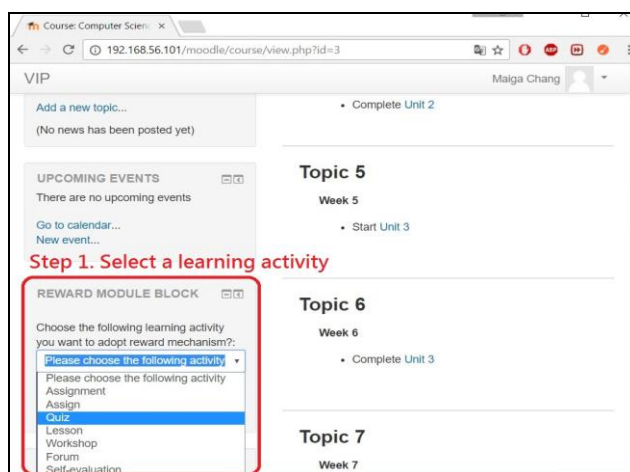 Course: Computer Scienc
192.168.56.101/moodle/course/view.php?id=3
VIP
Maiga Chang
Add a new topic...
(No news has been posted yet)
UPCOMING EVENTS
There are no upcoming events
Go to calendar...
New event...
Step 1. Select a learning activity
REWARD MODULE BLOCK
Choose the following learning activity
you want to adopt reward mechanism?:
Please choose the following activity
Please choose the following activity
Assignment
Assign
Quiz
Lesson
Workshop
Forum
Self-evaluation
Complete Unit 2
Topic 5
Week 5
Start Unit 3
Topic 6
Week 6
Complete Unit 3
Topic 7
Week 7